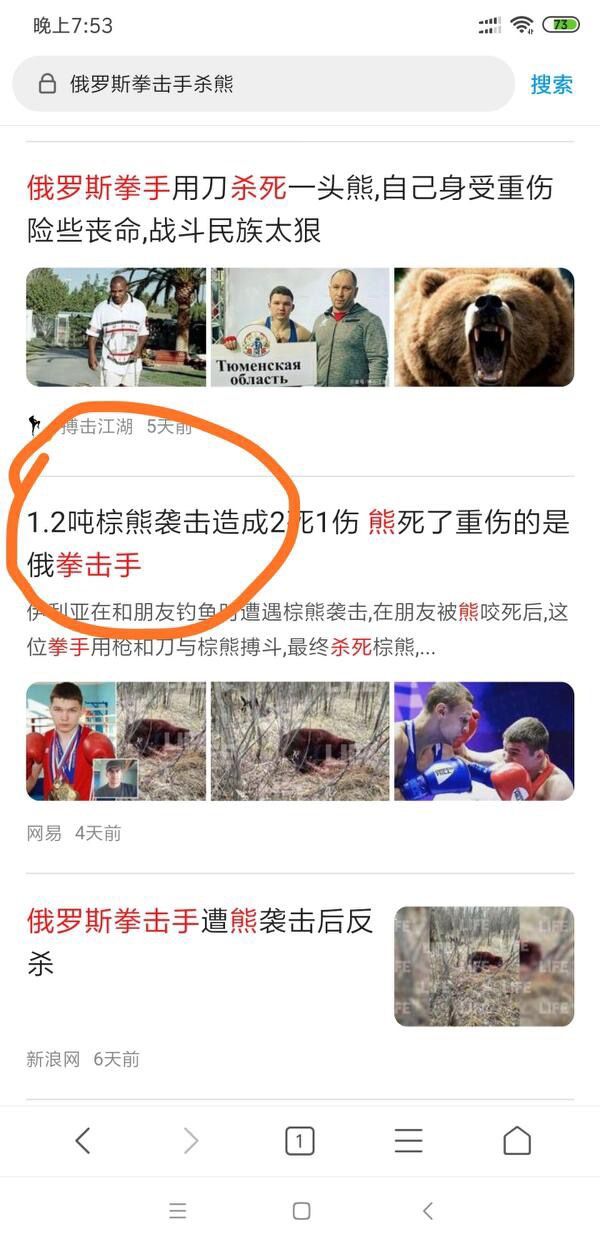 晚上7:53
73
俄罗斯拳击手杀熊
搜索
俄罗斯拳手用刀杀死一头熊,自己身受重伤
险些丧命,战斗民族太狠
Тюменская
область
搏击江湖 5天前
1.2吨棕熊袭击造成2死1伤 熊死了重伤的是
俄拳击手
伊利亚在和朋友钓鱼时遭遇棕熊袭击,在朋友被熊咬死后,这
位拳手用枪和刀与棕熊搏斗,最终杀死棕熊,...
LIFE
LIFE
网易 4天前
俄罗斯拳击手遭熊袭击后反
杀
LIFE
LIFE
LIFE
新浪网 6天前
1